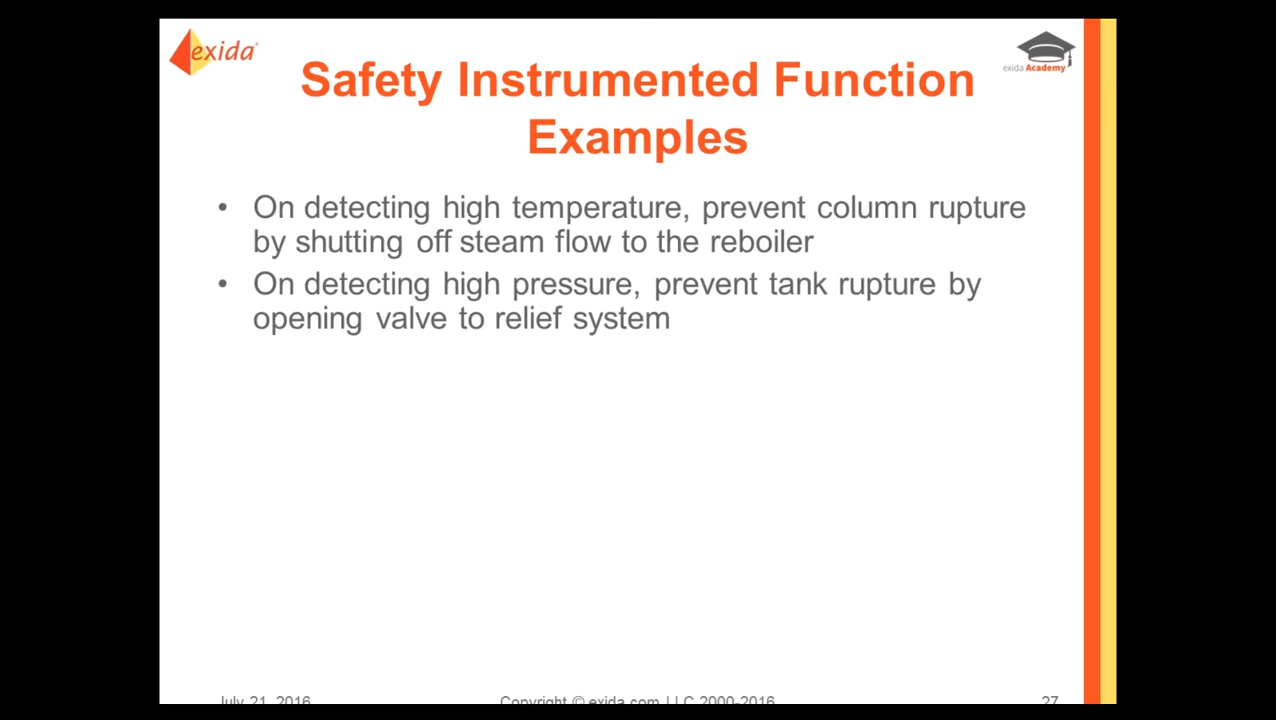 exida
exida Academy
Safety Instrumented Function
Examples
• On detecting high temperature, prevent column rupture
by shutting off steam flow to the reboiler
• On detecting high pressure, prevent tank rupture by
opening valve to relief system
July 21, 2016 Copyright © exida.com LLC 2000-2016 27